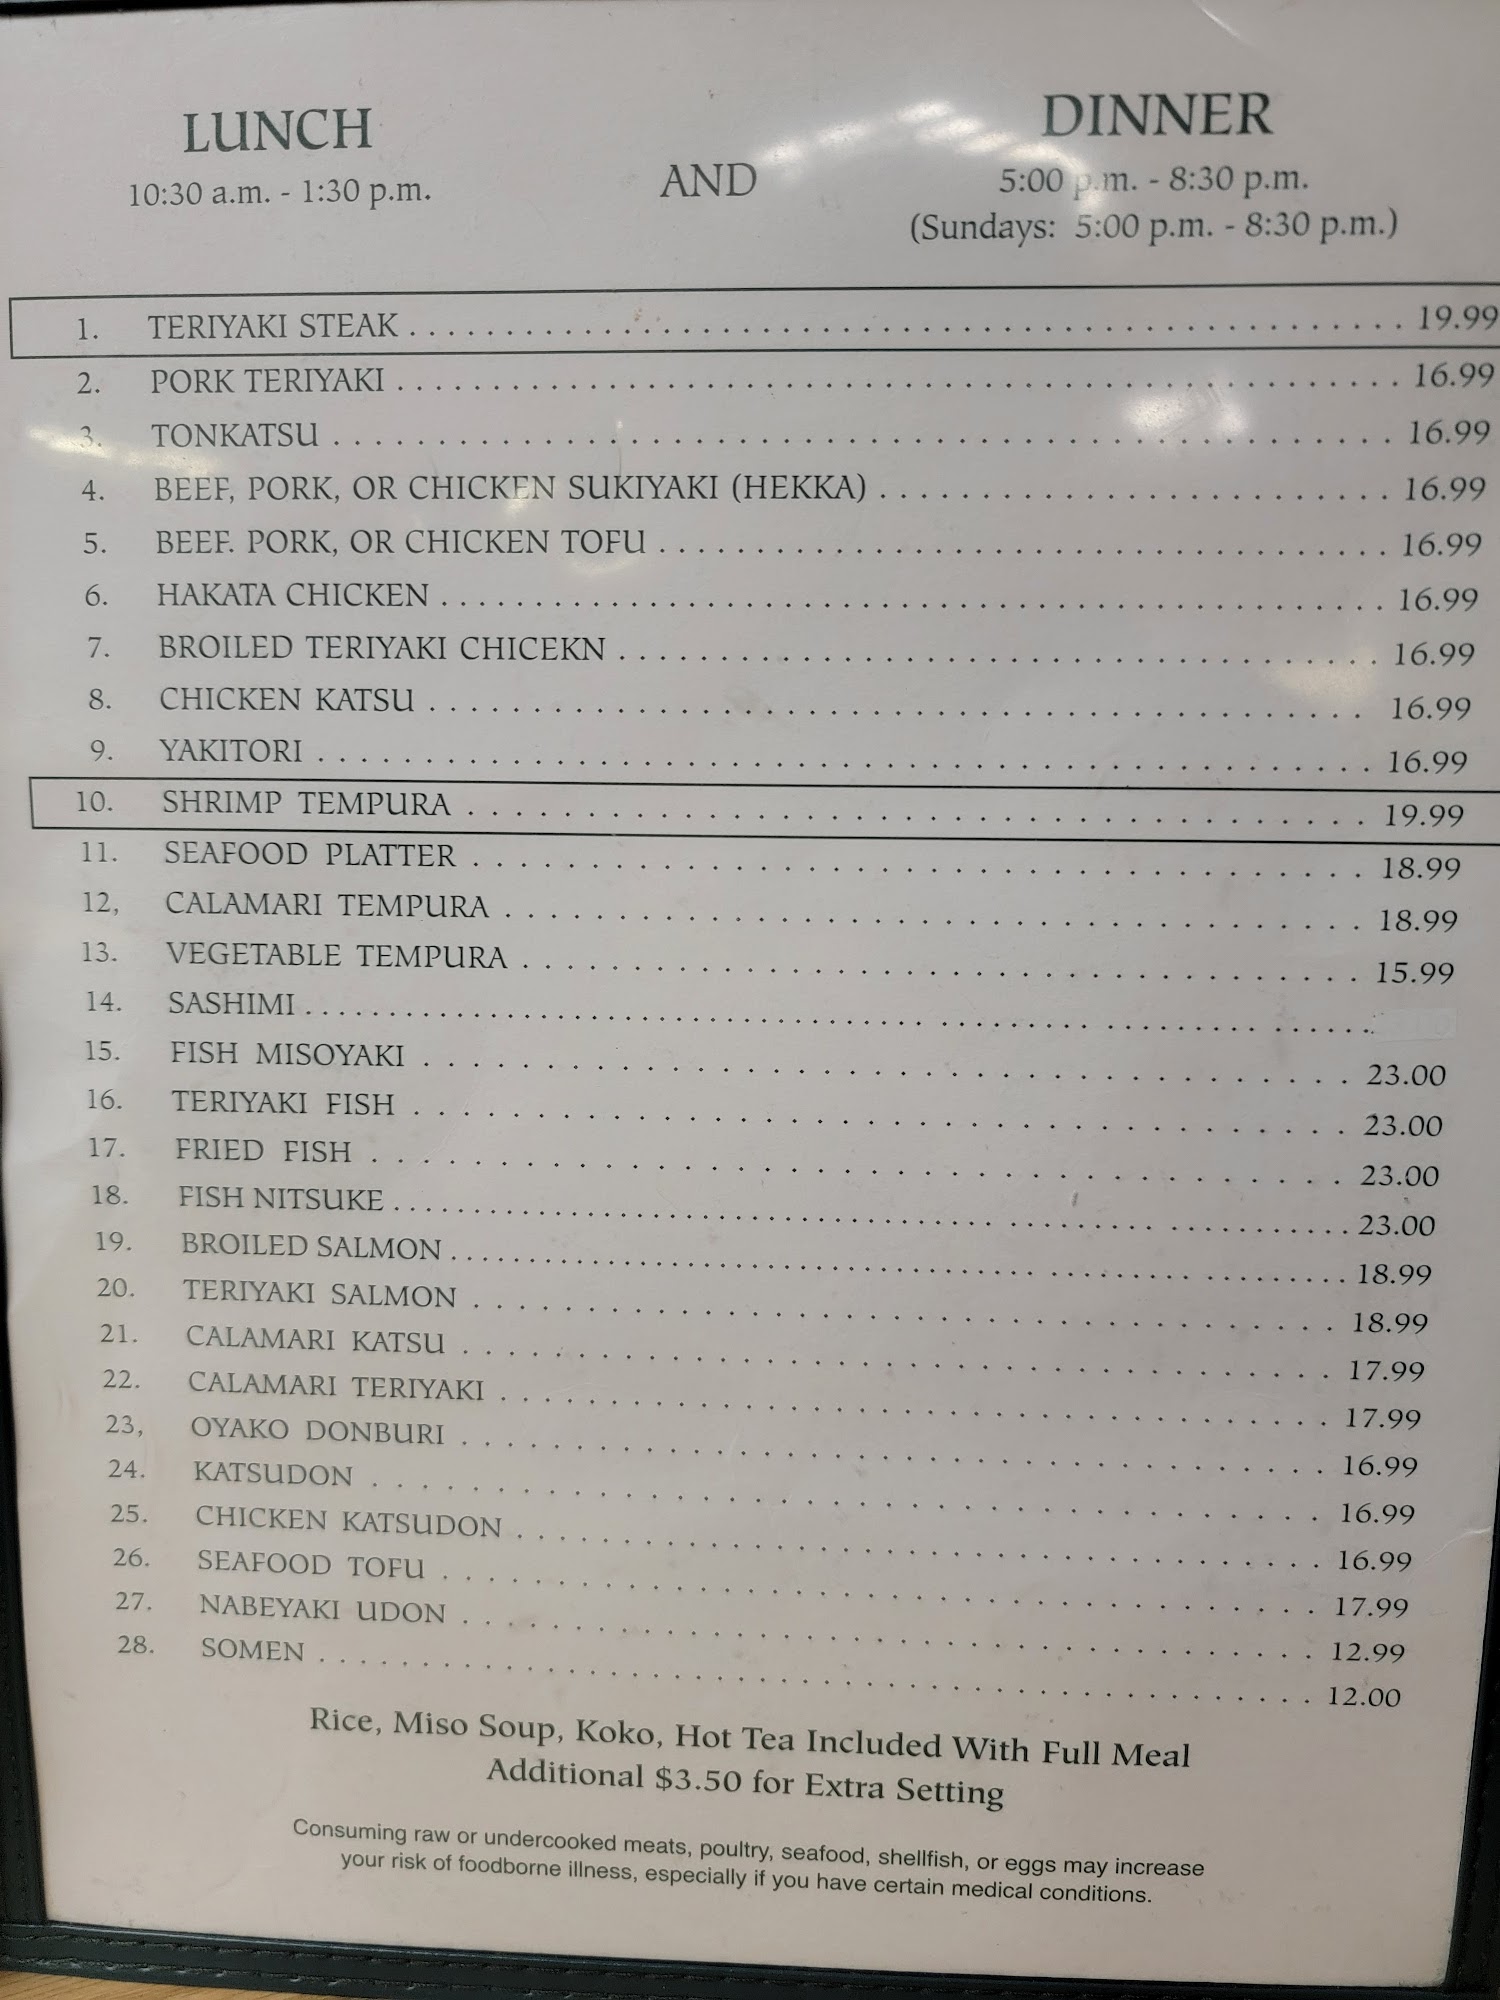 LUNCH
10:30 a.m. - 1:30 p.m.
AND
DINNER
5:00 p.m. - 8:30 p.m.
(Sundays: 5:00 p.m. - 8:30 p.m.)
1. TERIYAKI STEAK 19.99
2. PORK TERIYAKI 16.99
3. TONKATSU 16.99
4. BEEF, PORK, OR CHICKEN SUKIYAKI (HEKKA) 16.99
5. BEEF. PORK, OR CHICKEN TOFU 16.99
6. HAKATA CHICKEN 16.99
7. BROILED TERIYAKI CHICEKN 16.99
8. CHICKEN KATSU 16.99
9. YAKITORI 16.99
10. SHRIMP TEMPURA 19.99
11. SEAFOOD PLATTER 18.99
12, CALAMARI TEMPURA 18.99
13. VEGETABLE TEMPURA 15.99
14. SASHIMI
15. FISH MISOYAKI 23.00
16. TERIYAKI FISH 23.00
17. FRIED FISH 23.00
18. FISH NITSUKE 23.00
19. BROILED SALMON 18.99
20. TERIYAKI SALMON 18.99
21. CALAMARI KATSU 17.99
22. CALAMARI TERIYAKI 17.99
23, OYAKO DONBURI 16.99
24. KATSUDON 16.99
25. CHICKEN KATSUDON 16.99
26. SEAFOOD TOFU 17.99
27. NABEYAKI UDON 12.99
28. SOMEN 12.00
Rice, Miso Soup, Koko, Hot Tea Included With Full Meal
Additional $3.50 for Extra Setting
Consuming raw or undercooked meats, poultry, seafood, shellfish, or eggs may increase
your risk of foodborne illness, especially if you have certain medical conditions.